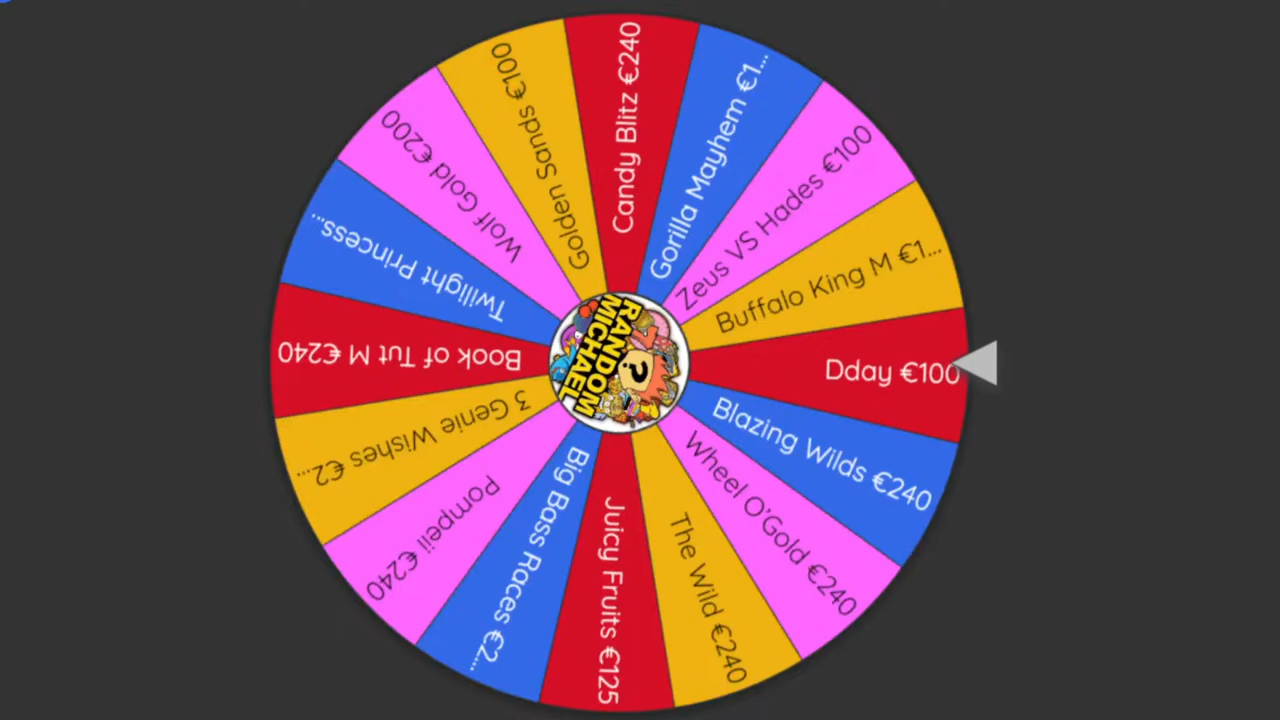 Candy Blitz €240
Gorilla Mayhem €1...
Zeus VS Hades €100
Buffalo King M €1...
Dday €100
Blazing Wilds €240
Wheel O'Gold €240
The Wild €240
Juicy Fruits €125
Big Bass Races €2...
Pompeii €240
3 Genie Wishes €2...
Book of Tut M €240
Twilight Princess...
Wolf Gold €200
Golden Sands €100
RANDOM
MICHAEL
?